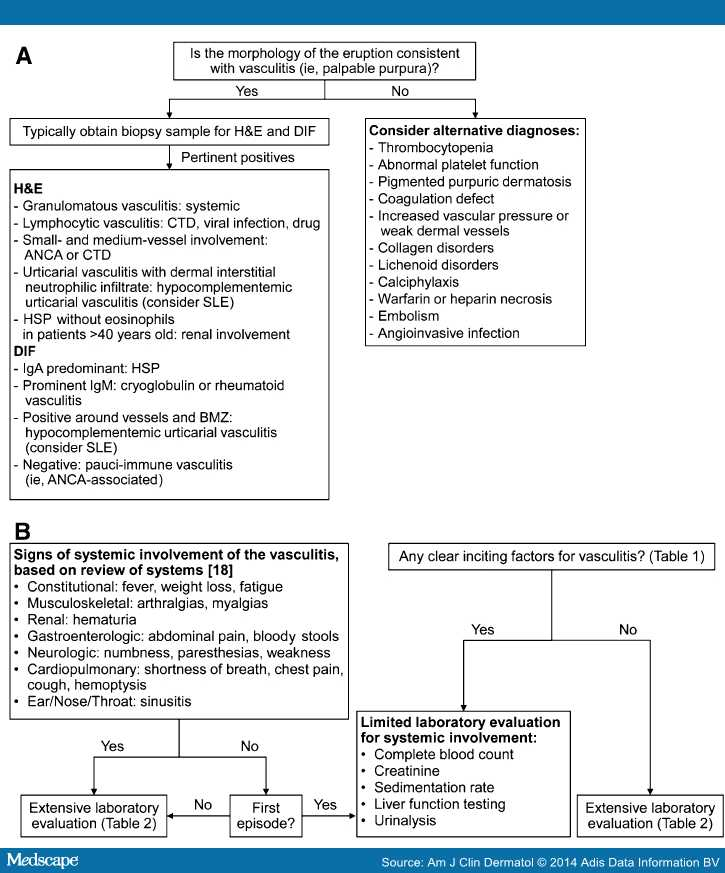 A
Is the morphology of the eruption consistent
with vasculitis (ie, palpable purpura)?
Yes
No
Typically obtain biopsy sample for H&E and DIF
Pertinent positives
H&E
- Granulomatous vasculitis: systemic
- Lymphocytic vasculitis: CTD, viral infection, drug
- Small- and medium-vessel involvement:
ANCA or CTD
- Urticarial vasculitis with dermal interstitial
neutrophilic infiltrate: hypocomplementemic
urticarial vasculitis (consider SLE)
- HSP without eosinophils
in patients >40 years old: renal involvement
DIF
- IgA predominant: HSP
- Prominent IgM: cryoglobulin or rheumatoid
vasculitis
- Positive around vessels and BMZ:
hypocomplementemic urticarial vasculitis
(consider SLE)
- Negative: pauci-immune vasculitis
(ie, ANCA-associated)
Consider alternative diagnoses:
- Thrombocytopenia
- Abnormal platelet function
- Pigmented purpuric dermatosis
- Coagulation defect
- Increased vascular pressure or
weak dermal vessels
- Collagen disorders
- Lichenoid disorders
- Calciphylaxis
- Warfarin or heparin necrosis
- Embolism
- Angioinvasive infection
B
Signs of systemic involvement of the vasculitis,
based on review of systems [18]
• Constitutional: fever, weight loss, fatigue
• Musculoskeletal: arthralgias, myalgias
• Renal: hematuria
• Gastroenterologic: abdominal pain, bloody stools
• Neurologic: numbness, paresthesias, weakness
• Cardiopulmonary: shortness of breath, chest pain,
cough, hemoptysis
• Ear/Nose/Throat: sinusitis
Yes
No
Extensive laboratory
evaluation (Table 2)
No
First
episode?
Yes
Any clear inciting factors for vasculitis? (Table 1)
Yes
No
Limited laboratory evaluation
for systemic involvement:
• Complete blood count
• Creatinine
• Sedimentation rate
• Liver function testing
• Urinalysis
Extensive laboratory
evaluation (Table 2)
Medscape
Source: Am J Clin Dermatol © 2014 Adis Data Information BV